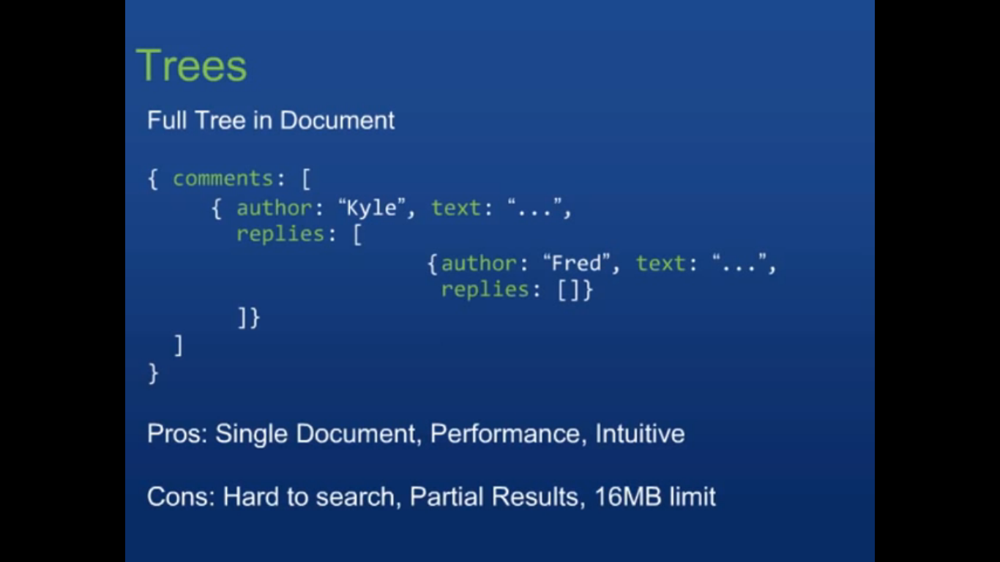 Trees
Full Tree in Document
{ comments: [
{ author: “Kyle”, text: “...”,
replies: [
{author: “Fred”, text: “...”,
replies: []}
]}
]
}
Pros: Single Document, Performance, Intuitive
Cons: Hard to search, Partial Results, 16MB limit